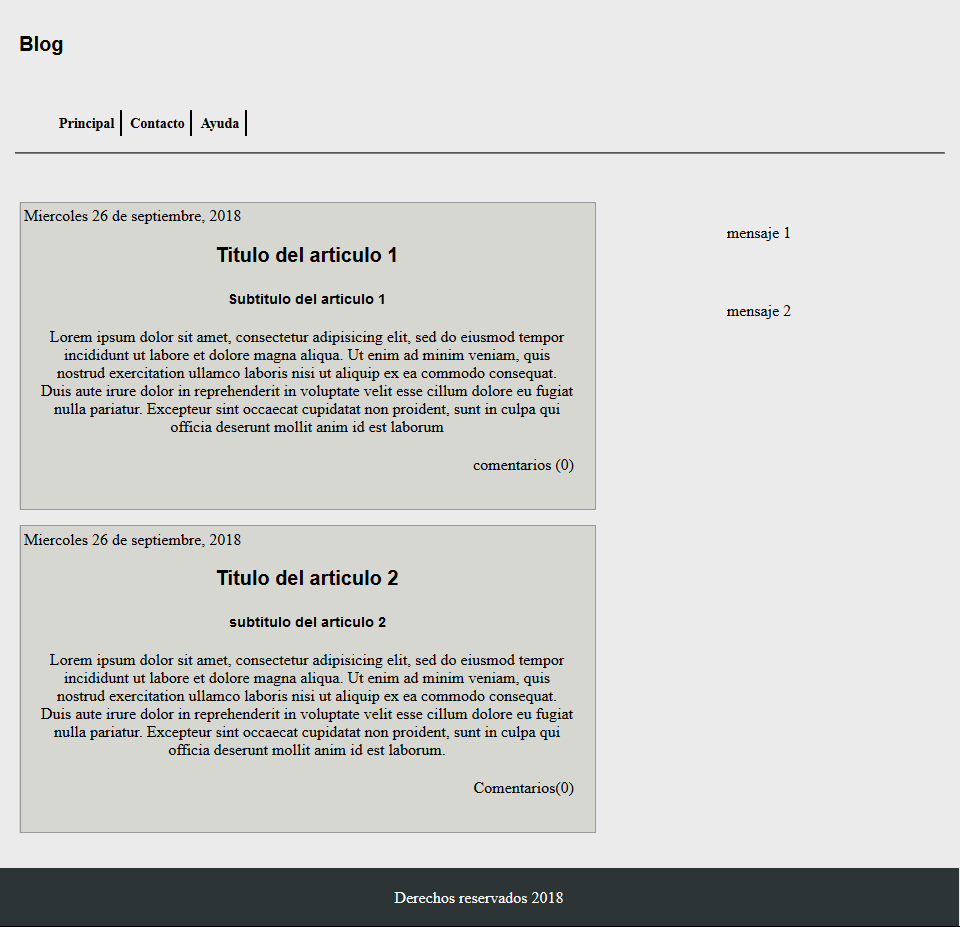 Blog
Principal Contacto Ayuda
Miercoles 26 de septiembre, 2018
Titulo del articulo 1
Subtitulo del articulo 1
Lorem ipsum dolor sit amet, consectetur adipisicing elit, sed do eiusmod tempor
incididunt ut labore et dolore magna aliqua. Ut enim ad minim veniam, quis
nostrud exercitation ullamco laboris nisi ut aliquip ex ea commodo consequat.
Duis aute irure dolor in reprehenderit in voluptate velit esse cillum dolore eu fugiat
nulla pariatur. Excepteur sint occaecat cupidatat non proident, sunt in culpa qui
officia deserunt mollit anim id est laborum
comentarios (0)
Miercoles 26 de septiembre, 2018
Titulo del articulo 2
subtitulo del articulo 2
Lorem ipsum dolor sit amet, consectetur adipisicing elit, sed do eiusmod tempor
incididunt ut labore et dolore magna aliqua. Ut enim ad minim veniam, quis
nostrud exercitation ullamco laboris nisi ut aliquip ex ea commodo consequat.
Duis aute irure dolor in reprehenderit in voluptate velit esse cillum dolore eu fugiat
nulla pariatur. Excepteur sint occaecat cupidatat non proident, sunt in culpa qui
officia deserunt mollit anim id est laborum.
Comentarios(0)
mensaje 1
mensaje 2
Derechos reservados 2018